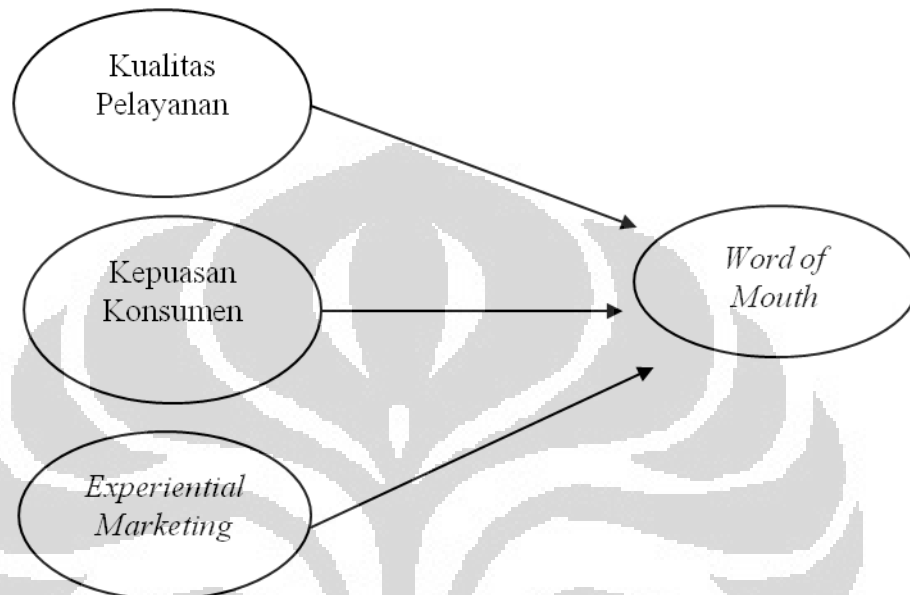 Kualitas
Pelayanan
Kepuasan
Konsumen
Word of
Mouth
Experiential
Marketing